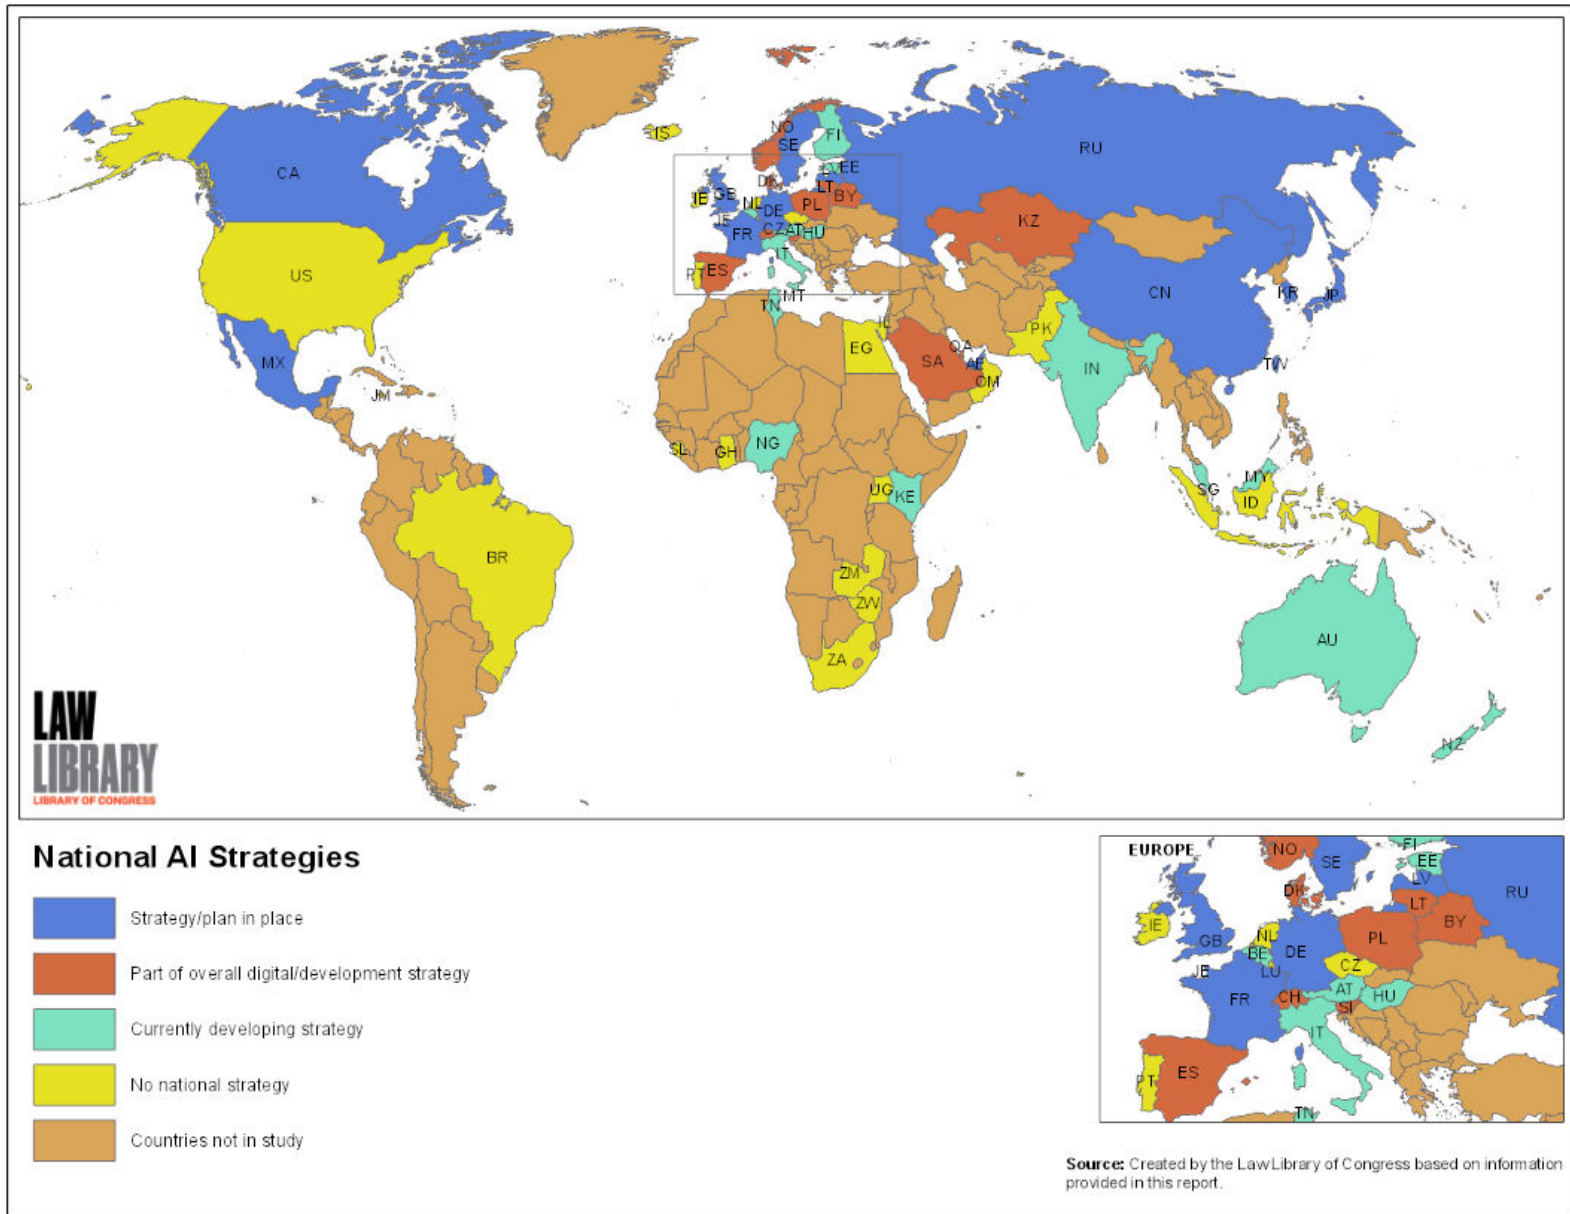 IS
NO
FI
SE
RU
CA
EE
LV
LT
DK
IE
GB
NL
PL
BY
DE
JE
FR
CZ
AT
HU
KZ
US
IT
PT
ES
MT
TN
CN
KR
JP
IL
PK
EG
MX
SA
QA
AE
OM
IN
TW
JM
SL
GH
NG
UG
KE
MY
SG
ID
BR
ZM
ZW
AU
ZA
NZ
LAW
LIBRARY
LIBRARY OF CONGRESS
National AI Strategies
Strategy/plan in place
Part of overall digital/development strategy
Currently developing strategy
No national strategy
Countries not in study
EUROPE
NO
SE
FI
EE
LV
RU
DK
LT
BY
IE
GB
NL
PL
BE
DE
CZ
JE
LU
AT
FR
CH
HU
SI
IT
PT
ES
TN
Source: Created by the Law Library of Congress based on information
provided in this report.